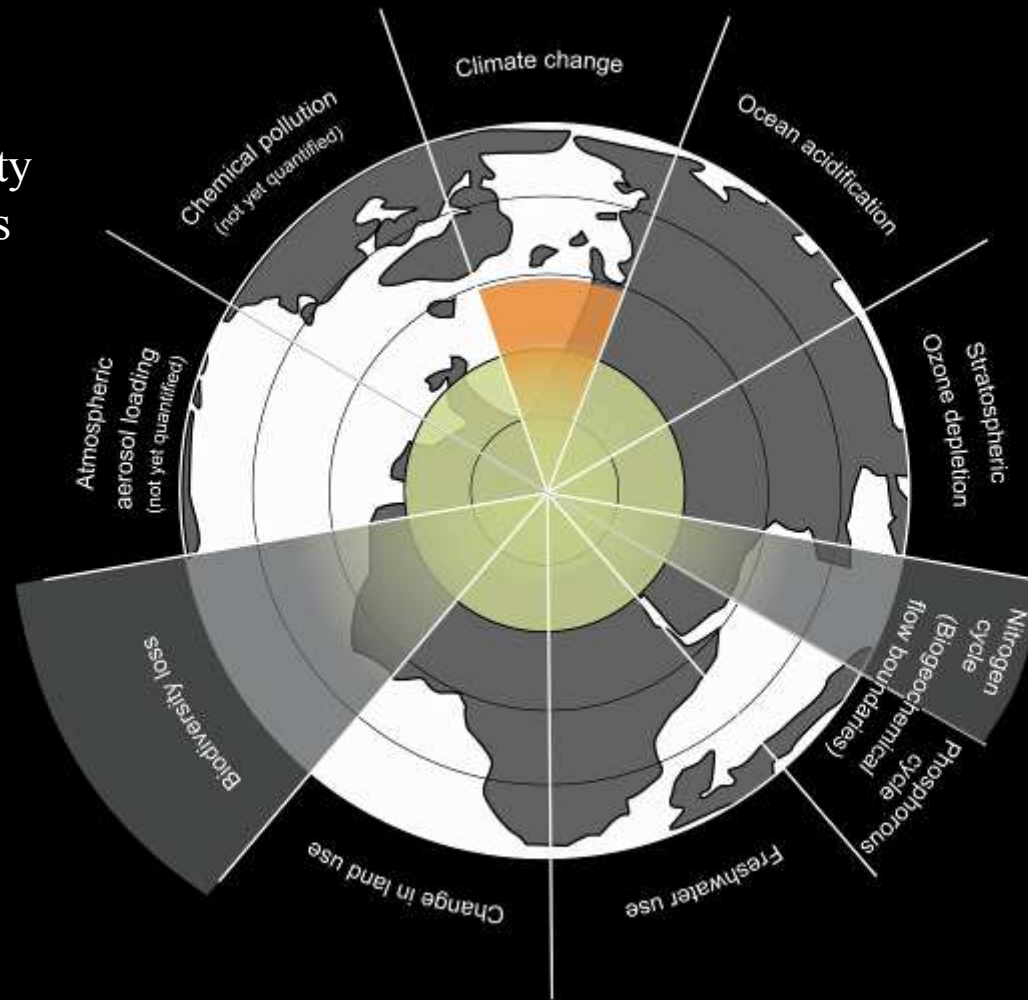 ty
s
Climate change
Ocean acidification
Stratospheric
Ozone depletion
Nitrogen
cycle
(Biogeochemical
flow boundaries)
Phosphorous
cycle
Freshwater use
Change in land use
Biodiversity loss
Atmospheric
aerosol loading
(not yet quantified)
Chemical pollution
(not yet quantified)